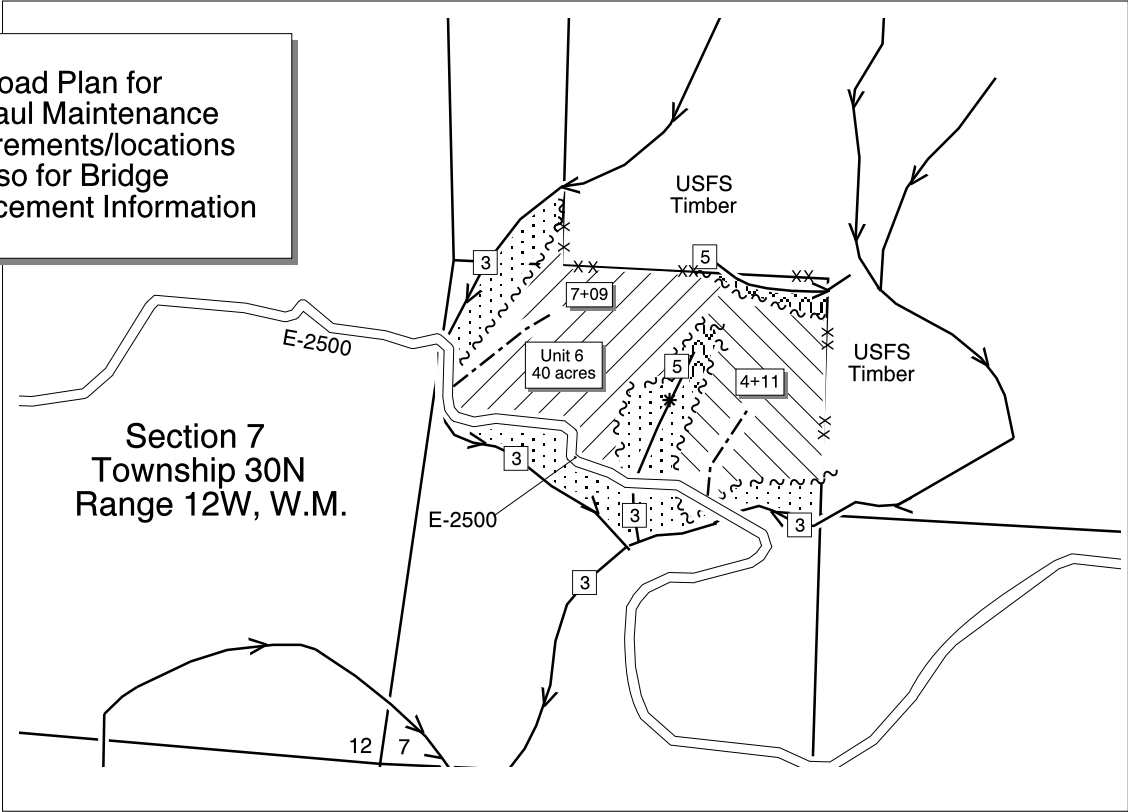 oad Plan for
aul Maintenance
rements/locations
so for Bridge
cement Information
USFS
Timber
3
5
7+09
E-2500
Unit 6
40 acres
5
4+11
USFS
Timber
Section 7
Township 30N
Range 12W, W.M.
3
E-2500
3
3
3
12
7